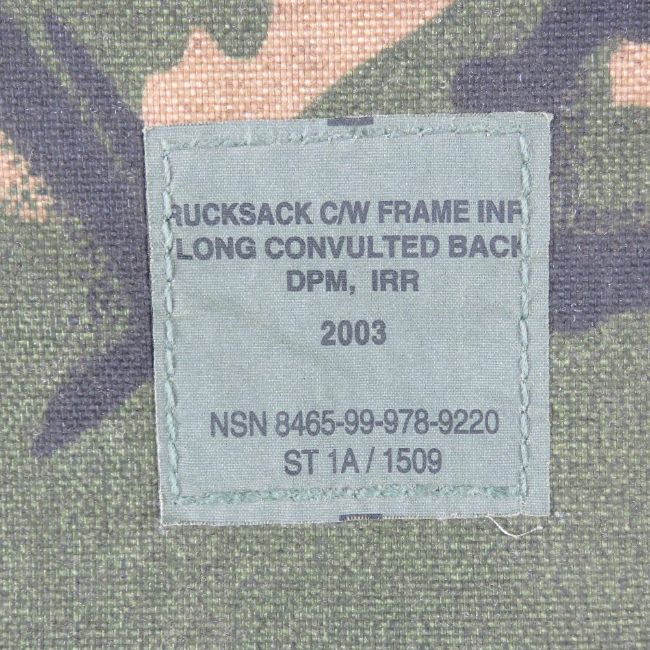 RUCKSACK C/W FRAME INF
LONG CONVULTED BACK
DPM, IRR
2003
NSN 8465-99-978-9220
ST 1A / 1509